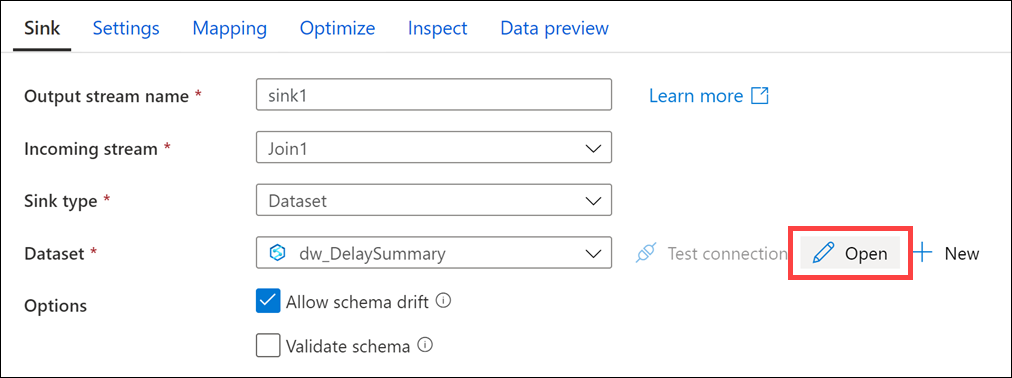 Sink Settings Mapping Optimize Inspect Data preview
Output stream name * sink1 Learn more
Incoming stream * Join1
Sink type * Dataset
Dataset * dw_DelaySummary Test connection Open New
Options Allow schema drift
Validate schema